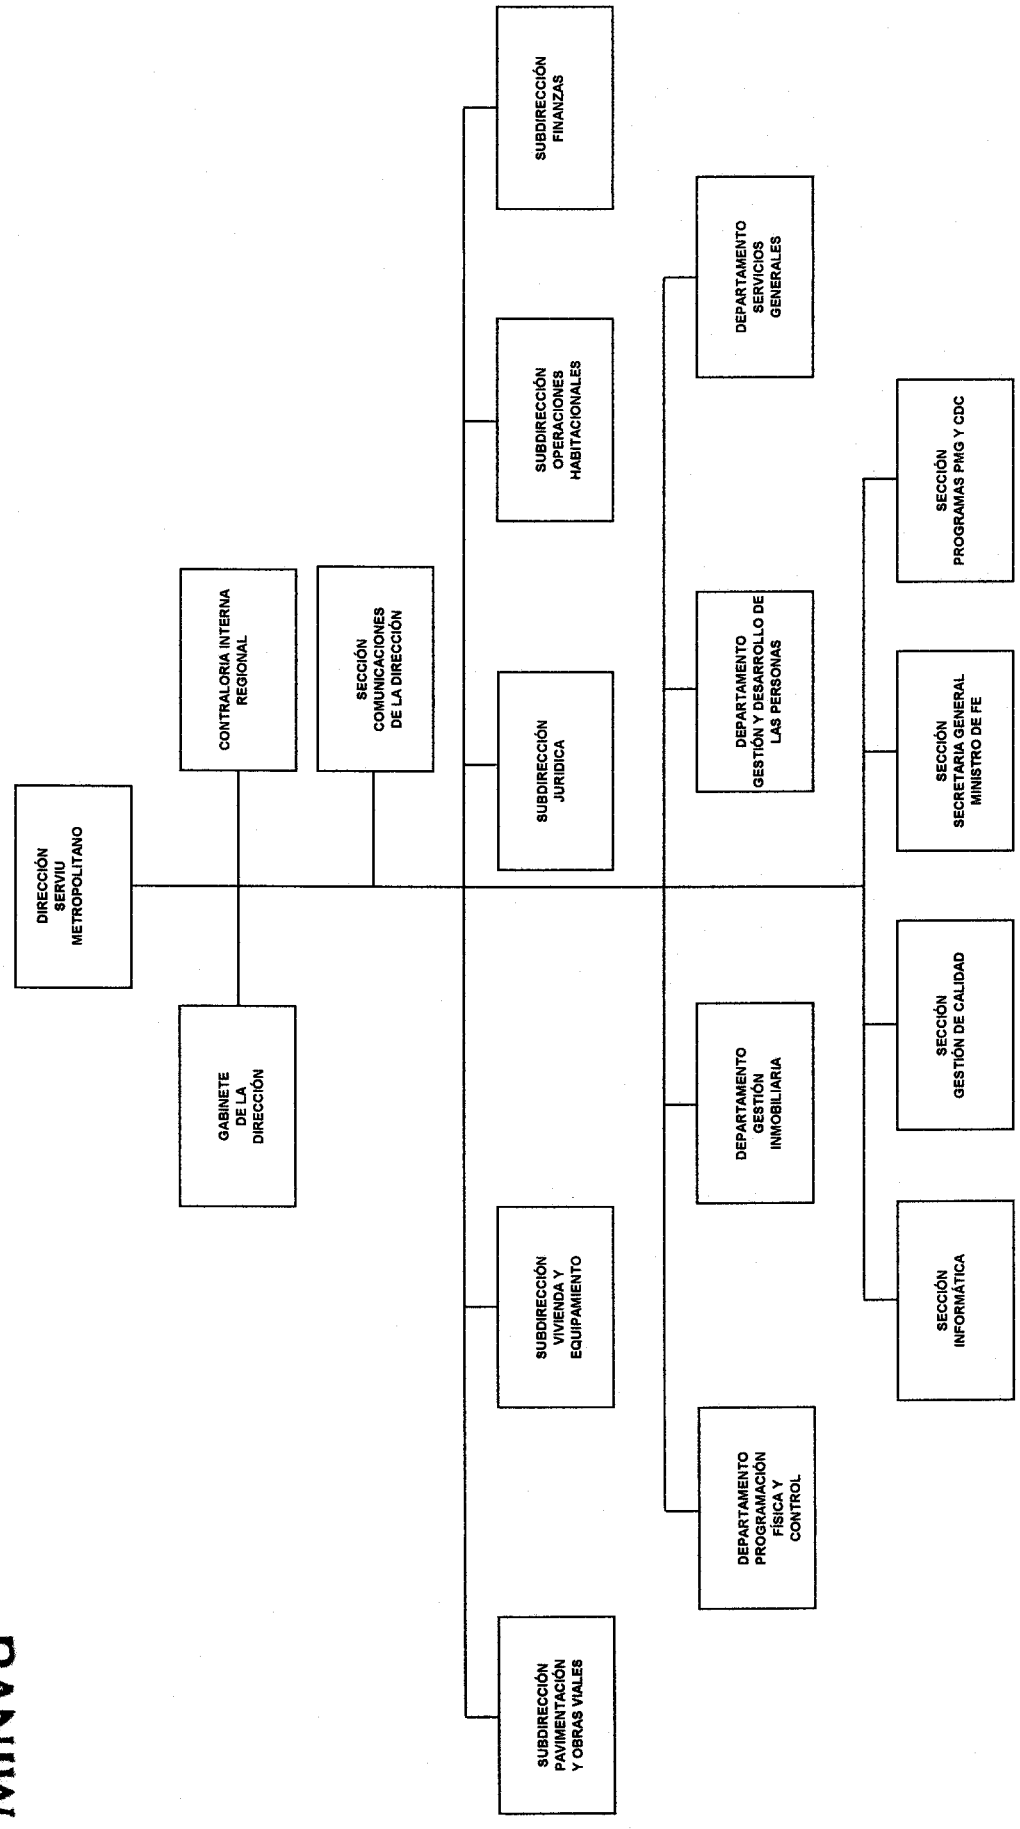 MINVU
DIRECCIÓN
SERVIU
METROPOLITANO
GABINETE
DE LA
DIRECCIÓN
CONTRALORIA INTERNA
REGIONAL
SECCIÓN
COMUNICACIONES
DE LA DIRECCIÓN
SUBDIRECCIÓN
PAVIMENTACIÓN
Y OBRAS VIALES
SUBDIRECCIÓN
VIVIENDA Y
EQUIPAMIENTO
SUBDIRECCIÓN
JURIDICA
SUBDIRECCIÓN
OPERACIONES
HABITACIONALES
SUBDIRECCIÓN
FINANZAS
DEPARTAMENTO
PROGRAMACIÓN
FÍSICA Y
CONTROL
DEPARTAMENTO
GESTIÓN
INMOBILIARIA
DEPARTAMENTO
GESTIÓN Y DESARROLLO DE
LAS PERSONAS
DEPARTAMENTO
SERVICIOS
GENERALES
SECCIÓN
INFORMÁTICA
SECCIÓN
GESTIÓN DE CALIDAD
SECCIÓN
SECRETARIA GENERAL
MINISTRO DE FE
SECCIÓN
PROGRAMAS PMG Y CDC